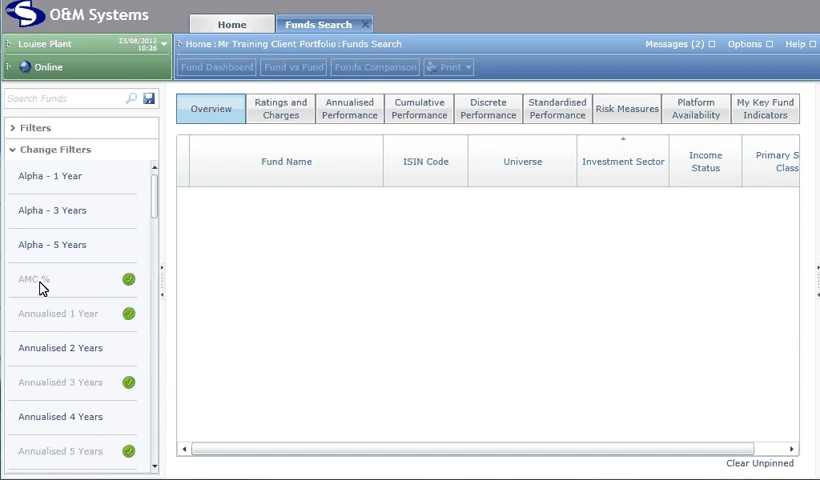 O&M Systems
Home
Funds Search
Louise Plant
23/08/2012
10:26
Home:Mr Training Client Portfolio:Funds Search
Messages (2)
Options
Help
Online
Fund Dashboard
Fund vs Fund
Funds Comparison
Print
Search Funds
Overview
Ratings and
Charges
Annualised
Performance
Cumulative
Performance
Discrete
Performance
Standardised
Performance
Risk Measures
Platform
Availability
My Key Fund
Indicators
Filters
Change Filters
Fund Name
ISIN Code
Universe
Investment Sector
Income
Status
Primary S
Class
Alpha - 1 Year
Alpha - 3 Years
Alpha - 5 Years
AMC %
Annualised 1 Year
Annualised 2 Years
Annualised 3 Years
Annualised 4 Years
Annualised 5 Years
Clear Unpinned